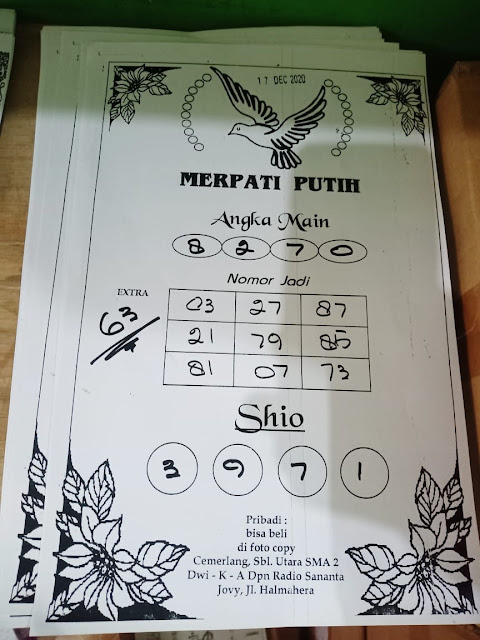 17 DEC 2020
MERPATI PUTIH
Angka Main
8 2 7 0
Nomor Jadi
EXTRA
63
03 27 87
21 79 85
81 07 73
Shio
3 9 7 1
Pribadi :
bisa beli
di foto copy
Cemerlang, Sbl. Utara SMA 2
Dwi - K - A Dpn Radio Sananta
Jovy, Jl. Halmahera